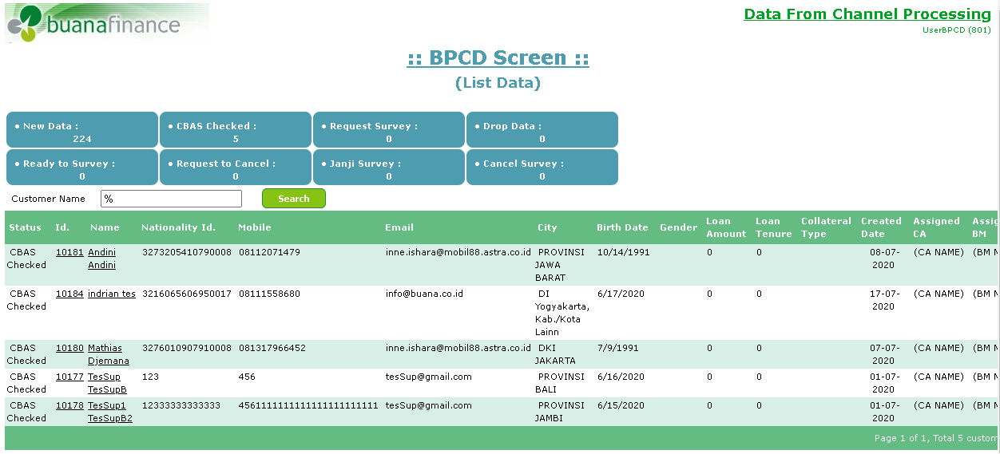 buanafinance
Data From Channel Processing
UserBPCD (801)
:: BPCD Screen ::
(List Data)
• New Data : • CBAS Checked : • Request Survey : • Drop Data :
224 5 0 0
• Ready to Survey : • Request to Cancel : • Janji Survey : • Cancel Survey :
0 0 0 0
Customer Name % Search
Loan Loan Collateral Created Assigned Assig
Status Id. Name Nationality Id. Mobile Email City Birth Date Gender
Amount Tenure Type Date CA BM
CBAS 10181 Andini 3273205410790008 08112071479 inne.ishara@mobil88.astra.co.id PROVINSI 10/14/1991 0 0 08-07- (CA NAME) (BM N
Checked Andini JAWA 2020
BARAT
CBAS 10184 indrian tes 3216065606950017 08111558680 info@buana.co.id DI 6/17/2020 0 0 17-07- (CA NAME) (BM N
Checked Yogyakarta, 2020
Kab./Kota
Lainn
CBAS 10180 Mathias 3276010907910008 081317966452 inne.ishara@mobil88.astra.co.id DKI 7/9/1991 0 0 07-07- (CA NAME) (BM N
Checked Djemana JAKARTA 2020
CBAS 10177 TesSup 123 456 tesSup@gmail.com PROVINSI 6/16/2020 0 0 01-07- (CA NAME) (BM N
Checked TesSupB BALI 2020
CBAS 10178 TesSup1 12333333333333 4561111111111111111111111 tesSup@gmail.com PROVINSI 6/15/2020 0 0 01-07- (CA NAME) (BM N
Checked TesSupB2 JAMBI 2020
Page 1 of 1, Total 5 custom